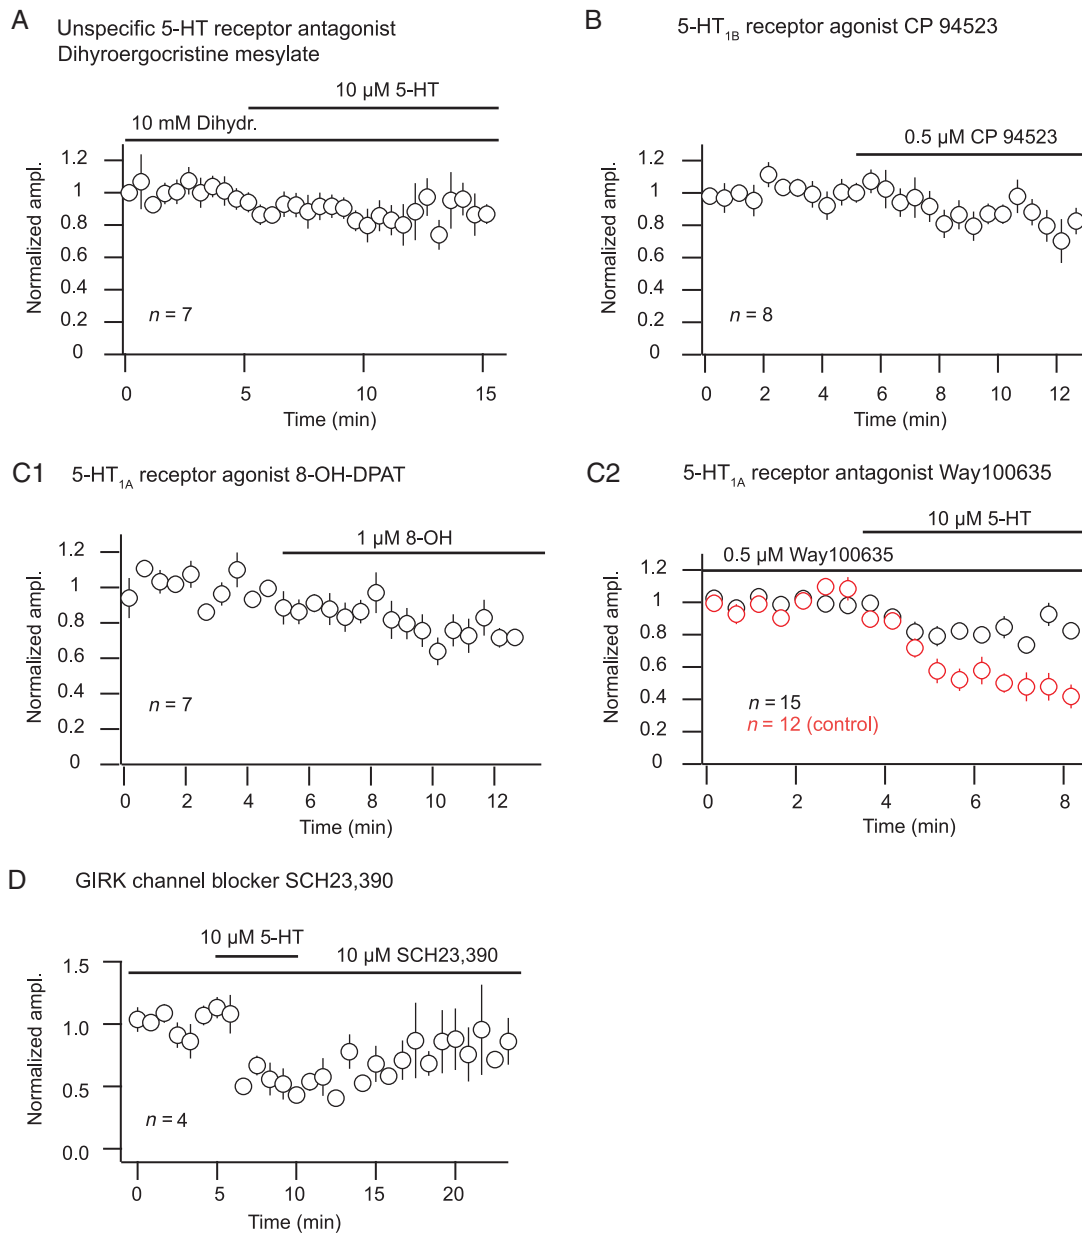 A
Unspecific 5-HT receptor antagonist
Dihyroergocristine mesylate
10 µM 5-HT
10 mM Dihydr.
Normalized ampl.
1.2
1
0.8
0.6
0.4
0.2
0
n = 7
0 5 10 15
Time (min)
B
5-HT1B receptor agonist CP 94523
0.5 µM CP 94523
Normalized ampl.
1.2
1
0.8
0.6
0.4
0.2
0
n = 8
0 2 4 6 8 10 12
Time (min)
C1
5-HT1A receptor agonist 8-OH-DPAT
1 µM 8-OH
Normalized ampl.
1.2
1
0.8
0.6
0.4
0.2
0
n = 7
0 2 4 6 8 10 12
Time (min)
C2
5-HT1A receptor antagonist Way100635
10 µM 5-HT
0.5 µM Way100635
Normalized ampl.
1.2
1
0.8
0.6
0.4
0.2
0
n = 15
n = 12 (control)
0 2 4 6 8
Time (min)
D
GIRK channel blocker SCH23,390
10 µM 5-HT
10 µM SCH23,390
Normalized ampl.
1.5
1.0
0.5
0.0
n = 4
0 5 10 15 20
Time (min)